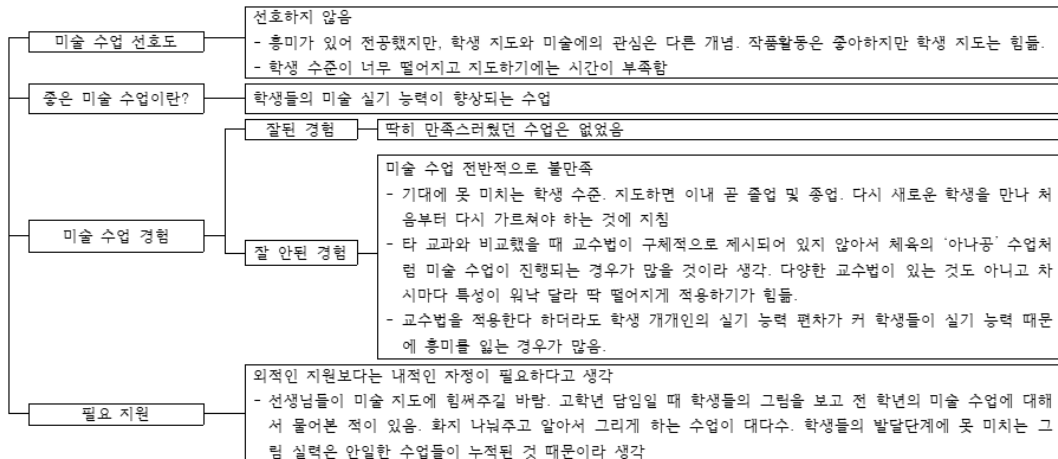 미술 수업 선호도
선호하지 않음
- 흥미가 있어 전공했지만, 학생 지도와 미술에의 관심은 다른 개념. 작품활동은 좋아하지만 학생 지도는 힘듦.
- 학생 수준이 너무 떨어지고 지도하기에는 시간이 부족함
좋은 미술 수업이란?
학생들의 미술 실기 능력이 향상되는 수업
미술 수업 경험
잘된 경험
딱히 만족스러웠던 수업은 없었음
잘 안된 경험
미술 수업 전반적으로 불만족
- 기대에 못 미치는 학생 수준. 지도하면 이내 곧 졸업 및 종업. 다시 새로운 학생을 만나 처
음부터 다시 가르쳐야 하는 것에 지침
- 타 교과와 비교했을 때 교수법이 구체적으로 제시되어 있지 않아서 체육의 ‘아나공’ 수업처
럼 미술 수업이 진행되는 경우가 많을 것이라 생각. 다양한 교수법이 있는 것도 아니고 차
시마다 특성이 워낙 달라 딱 떨어지게 적용하기가 힘듦.
- 교수법을 적용한다 하더라도 학생 개개인의 실기 능력 편차가 커 학생들이 실기 능력 때문
에 흥미를 잃는 경우가 많음.
필요 지원
외적인 지원보다는 내적인 자정이 필요하다고 생각
- 선생님들이 미술 지도에 힘써주길 바람. 고학년 담임일 때 학생들의 그림을 보고 전 학년의 미술 수업에 대해
서 물어본 적이 있음. 화지 나눠주고 알아서 그리게 하는 수업이 대다수. 학생들의 발달단계에 못 미치는 그
림 실력은 안일한 수업들이 누적된 것 때문이라 생각